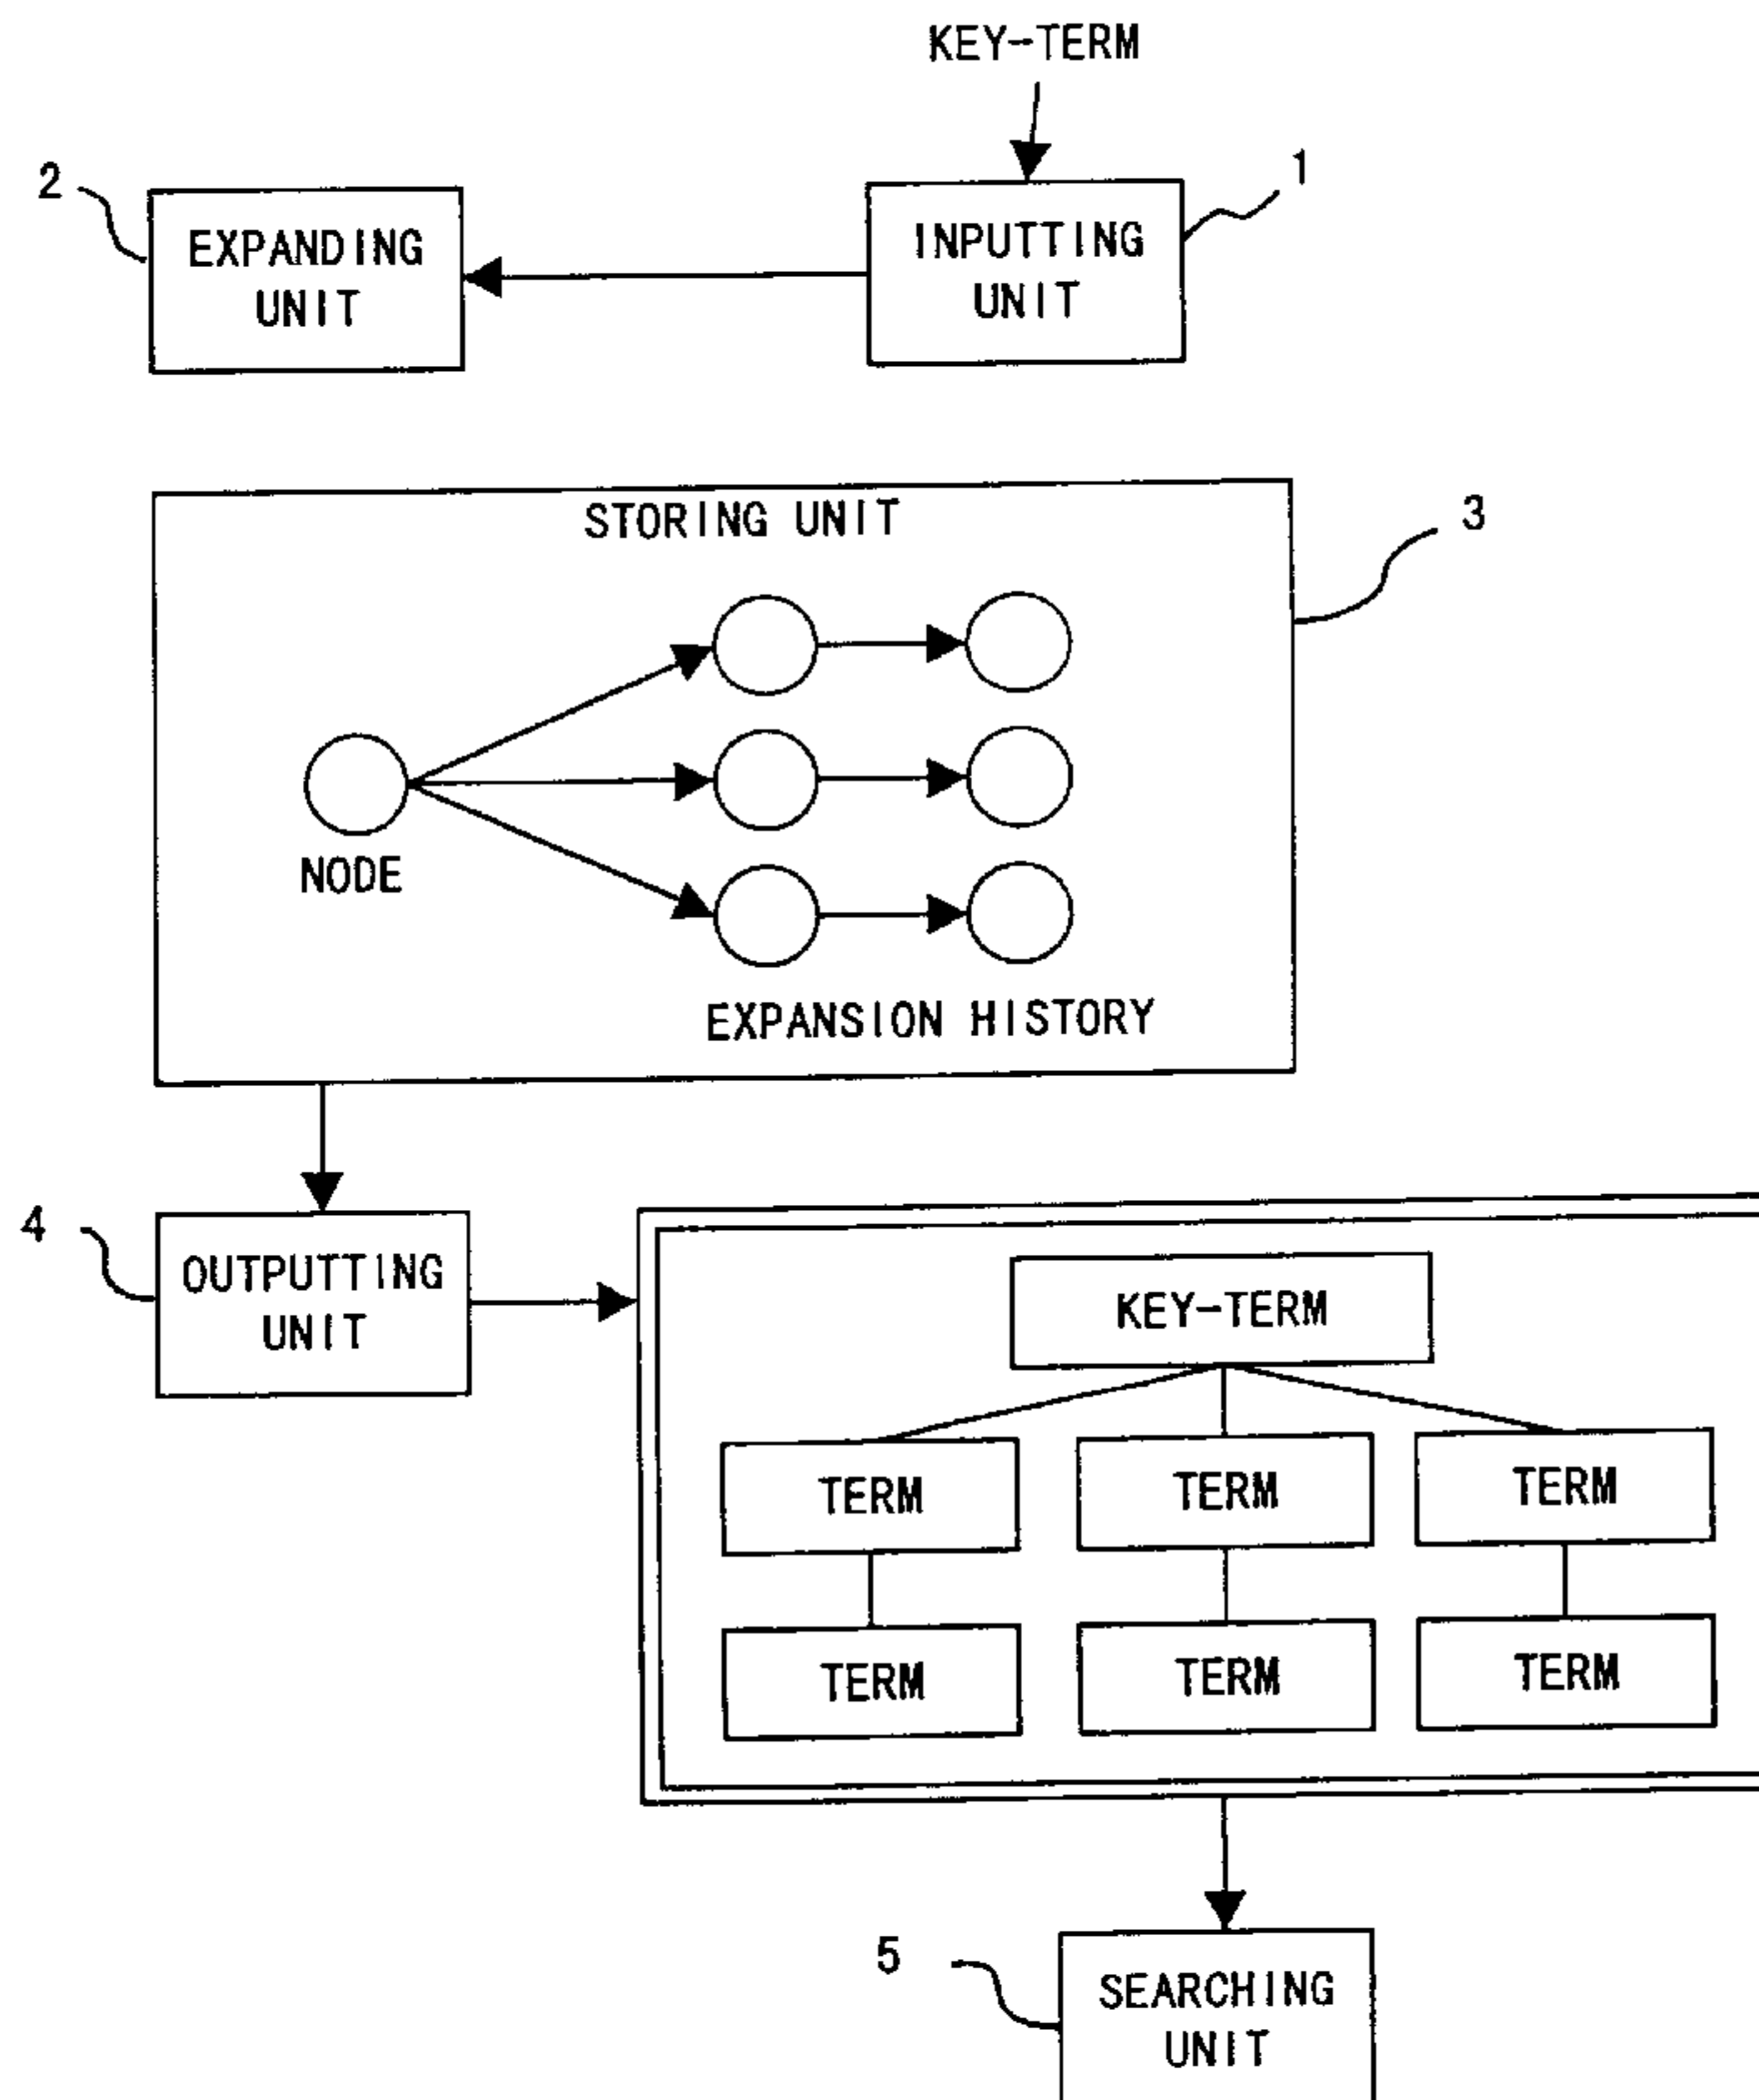 KEY-TERM
2
1
EXPANDING
UNIT
INPUTTING
UNIT
STORING UNIT
3
NODE
EXPANSION HISTORY
4
OUTPUTTING
UNIT
KEY-TERM
TERM
TERM
TERM
TERM
TERM
TERM
5
SEARCHING
UNIT